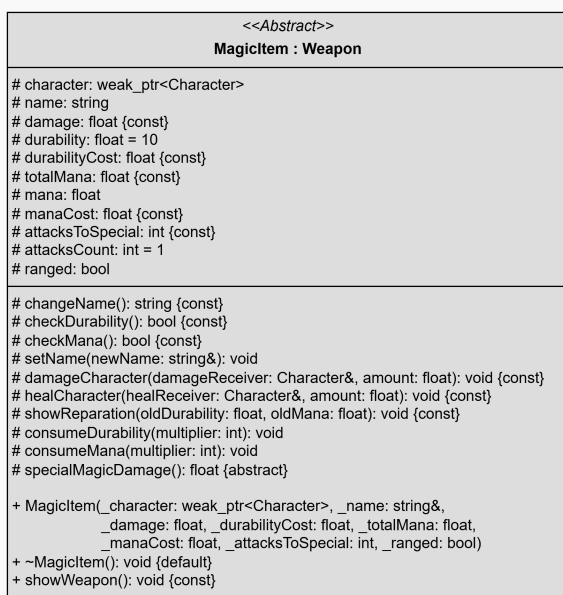 <<Abstract>>
MagicItem : Weapon
# character: weak_ptr<Character>
# name: string
# damage: float {const}
# durability: float = 10
# durabilityCost: float {const}
# totalMana: float {const}
# mana: float
# manaCost: float {const}
# attacksToSpecial: int {const}
# attacksCount: int = 1
# ranged: bool
# changeName(): string {const}
# checkDurability(): bool {const}
# checkMana(): bool {const}
# setName(newName: string&): void
# damageCharacter(damageReceiver: Character&, amount: float): void {const}
# healCharacter(healReceiver: Character&, amount: float): void {const}
# showReparation(oldDurability: float, oldMana: float): void {const}
# consumeDurability(multiplier: int): void
# consumeMana(multiplier: int): void
# specialMagicDamage(): float {abstract}
+ MagicItem(_character: weak_ptr<Character>, _name: string&,
_damage: float, _durabilityCost: float, _totalMana: float,
_manaCost: float, _attacksToSpecial: int, _ranged: bool)
+ ~MagicItem(): void {default}
+ showWeapon(): void {const}